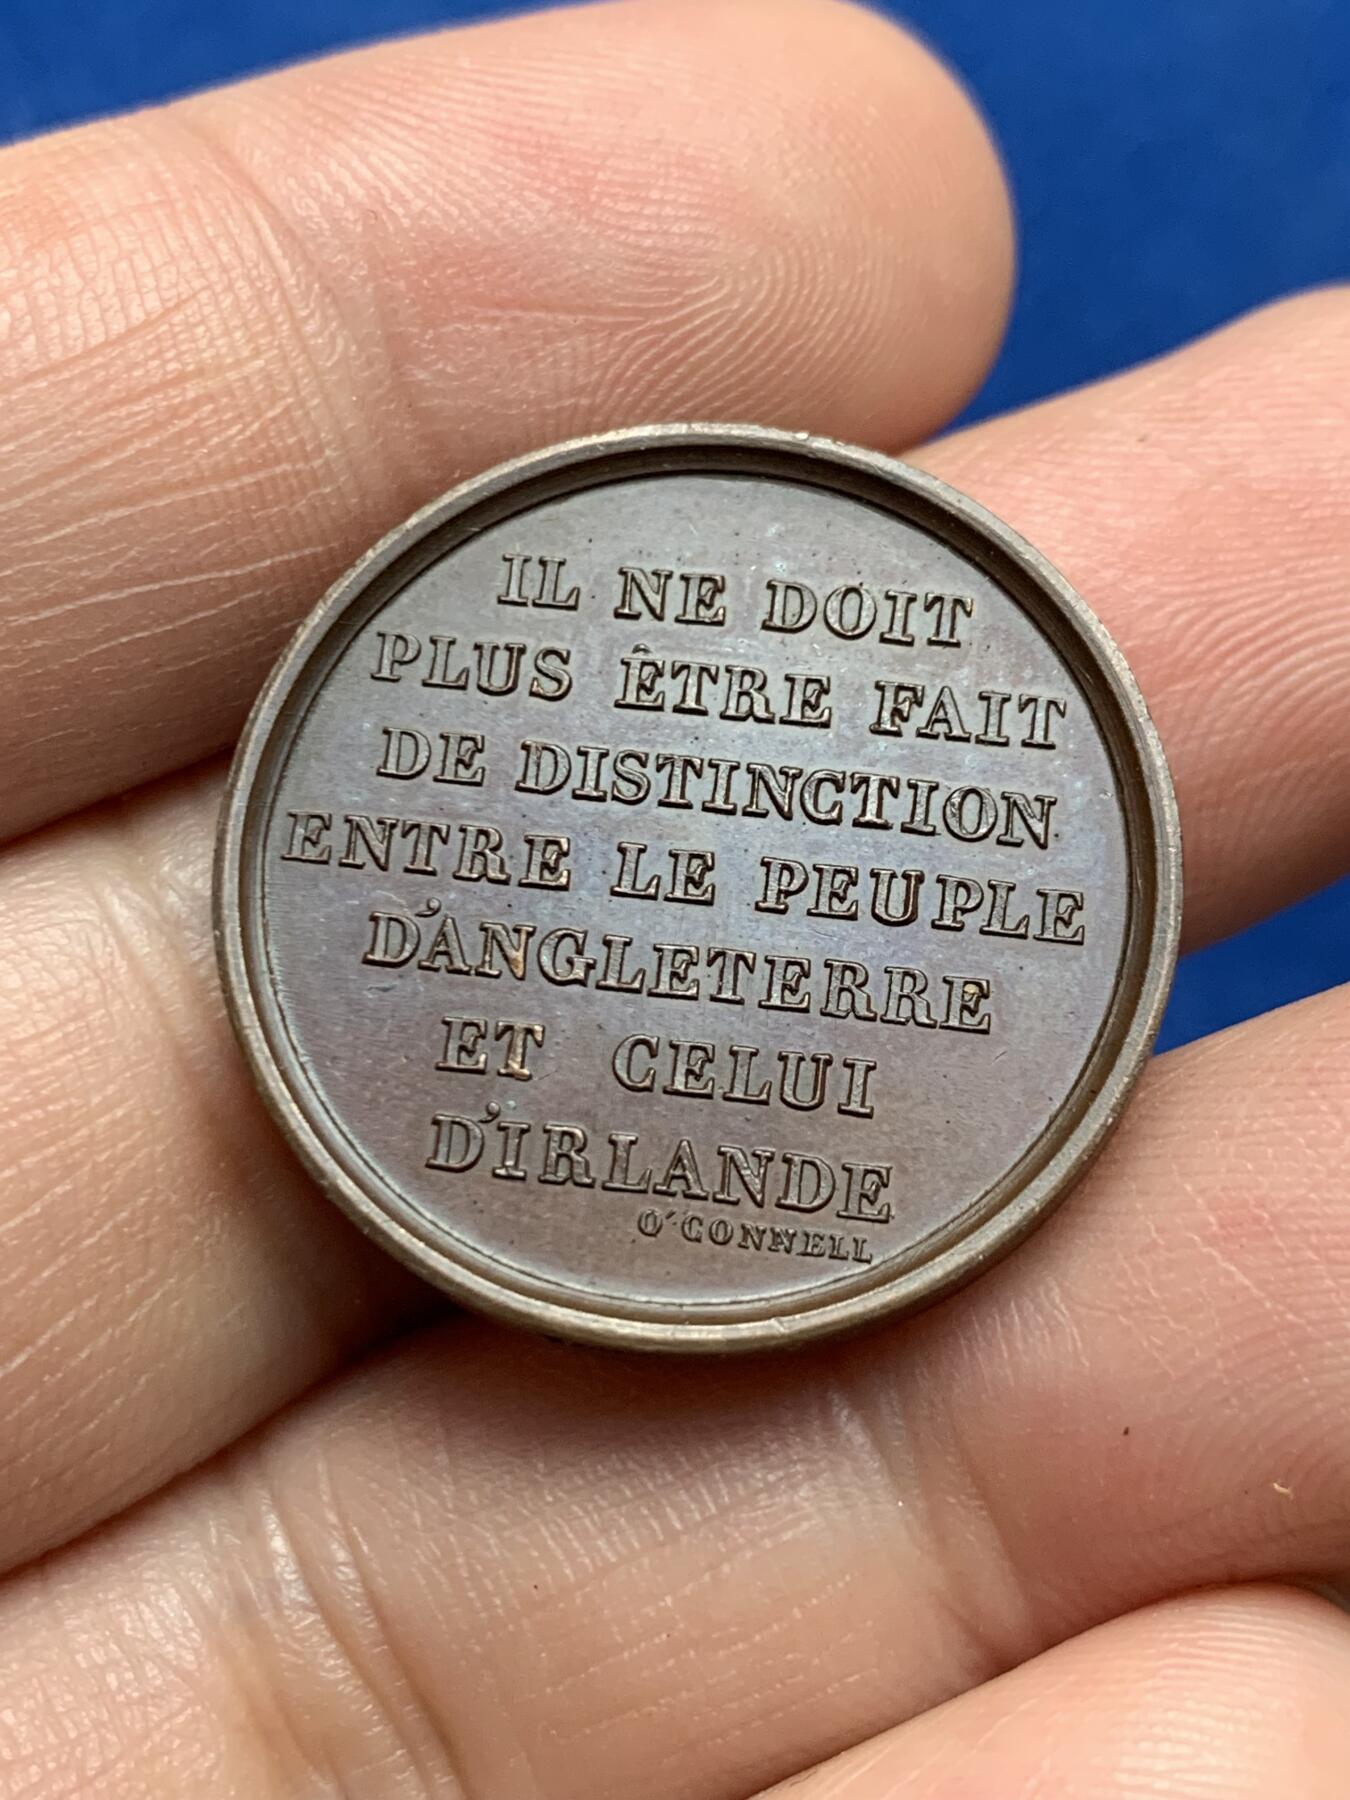 IL NE DOIT
PLUS ÊTRE FAIT
DE DISTINCTION
ENTRE LE PEUPLE
D'ANGLETERRE
ET CELUI
D'IRLANDE
O'CONNELL